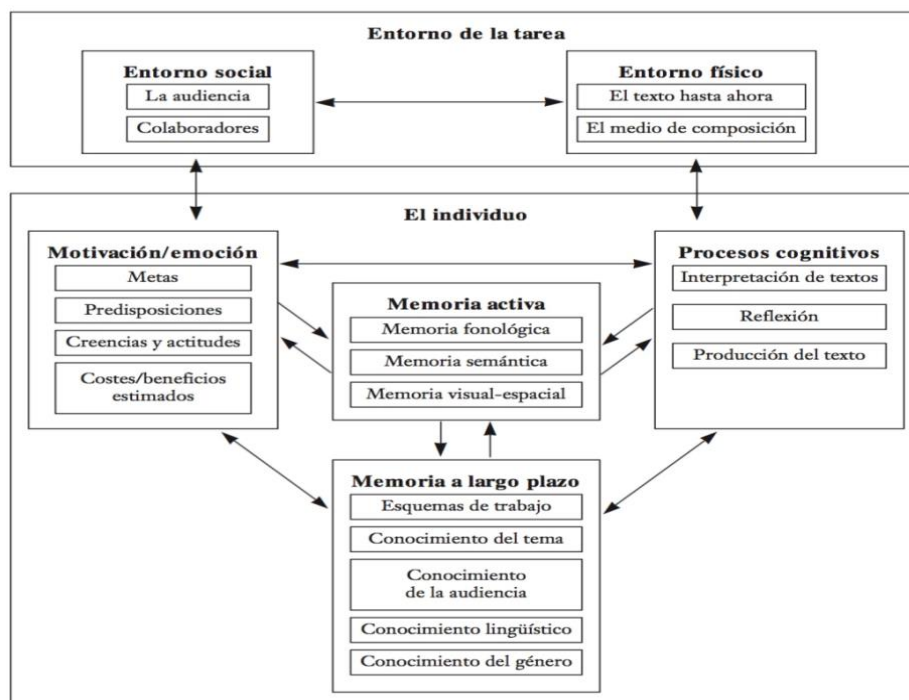 Entorno de la tarea
Entorno social
La audiencia
Colaboradores
Entorno físico
El texto hasta ahora
El medio de composición
El individuo
Motivación/emoción
Metas
Predisposiciones
Creencias y actitudes
Costes/beneficios
estimados
Memoria activa
Memoria fonológica
Memoria semántica
Memoria visual-espacial
Procesos cognitivos
Interpretación de textos
Reflexión
Producción del texto
Memoria a largo plazo
Esquemas de trabajo
Conocimiento del tema
Conocimiento
de la audiencia
Conocimiento lingüístico
Conocimiento del género